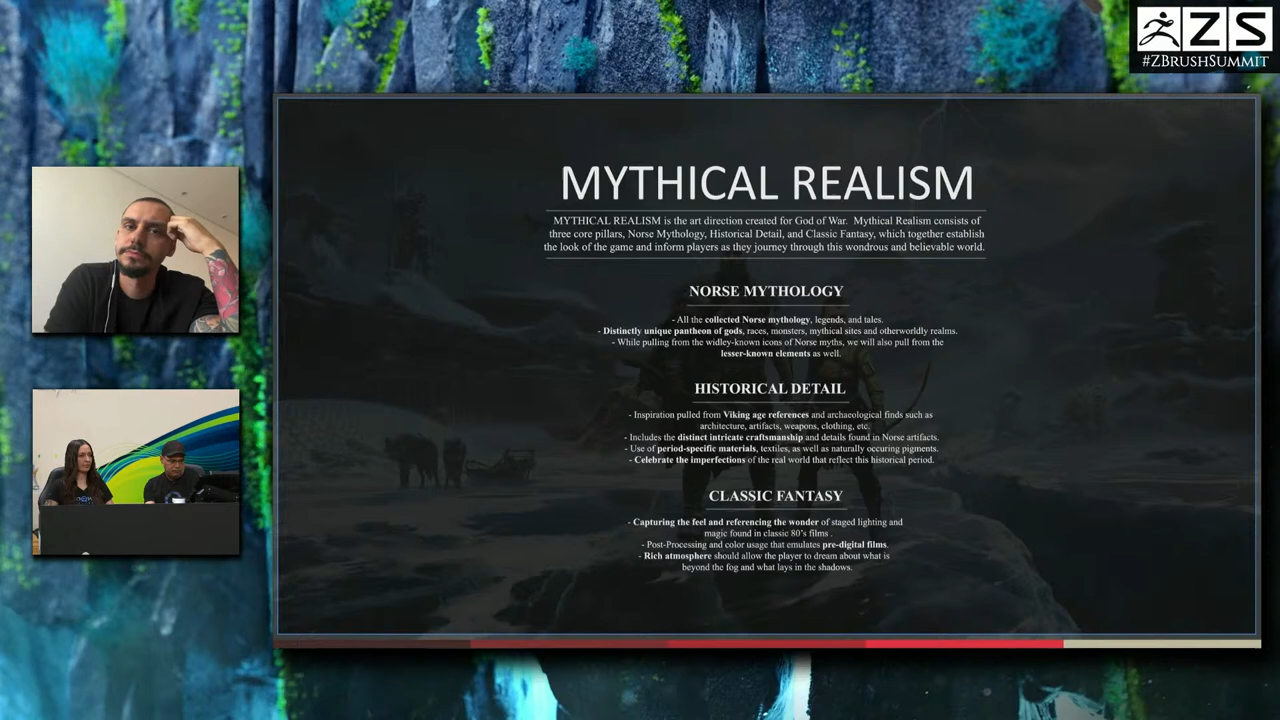 ZS
#ZBrushSummit
MYTHICAL REALISM
MYTHICAL REALISM is the art direction created for God of War. Mythical Realism consists of
three core pillars, Norse Mythology, Historical Detail, and Classic Fantasy, which together establish
the look of the game and inform players as they journey through this wondrous and believable world.
NORSE MYTHOLOGY
- All the collected Norse mythology, legends, and tales.
- Distinctly unique pantheon of gods, races, monsters, mythical sites and otherworldly realms.
- While pulling from the widley-known icons of Norse myths, we will also pull from the
lesser-known elements as well.
HISTORICAL DETAIL
- Inspiration pulled from Viking age references and archaeological finds such as
architecture, artifacts, weapons, clothing, etc.
- Includes the distinct intricate craftsmanship and details found in Norse artifacts.
- Use of period-specific materials, textiles, as well as naturally occuring pigments.
- Celebrate the imperfections of the real world that reflect this historical period.
CLASSIC FANTASY
- Capturing the feel and referencing the wonder of staged lighting and
magic found in classic 80's films .
- Post-Processing and color usage that emulates pre-digital films.
- Rich atmosphere should allow the player to dream about what is
beyond the fog and what lays in the shadows.